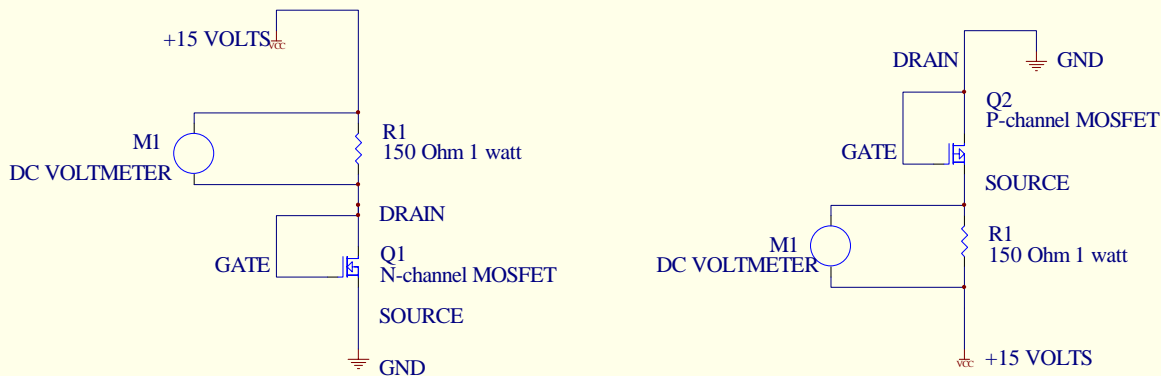 +15 VOLTS
VCC
M1
DC VOLTMETER
R1
150 Ohm 1 watt
DRAIN
GATE
Q1
N-channel MOSFET
SOURCE
GND
DRAIN
GND
Q2
P-channel MOSFET
GATE
SOURCE
M1
DC VOLTMETER
R1
150 Ohm 1 watt
VCC
+15 VOLTS